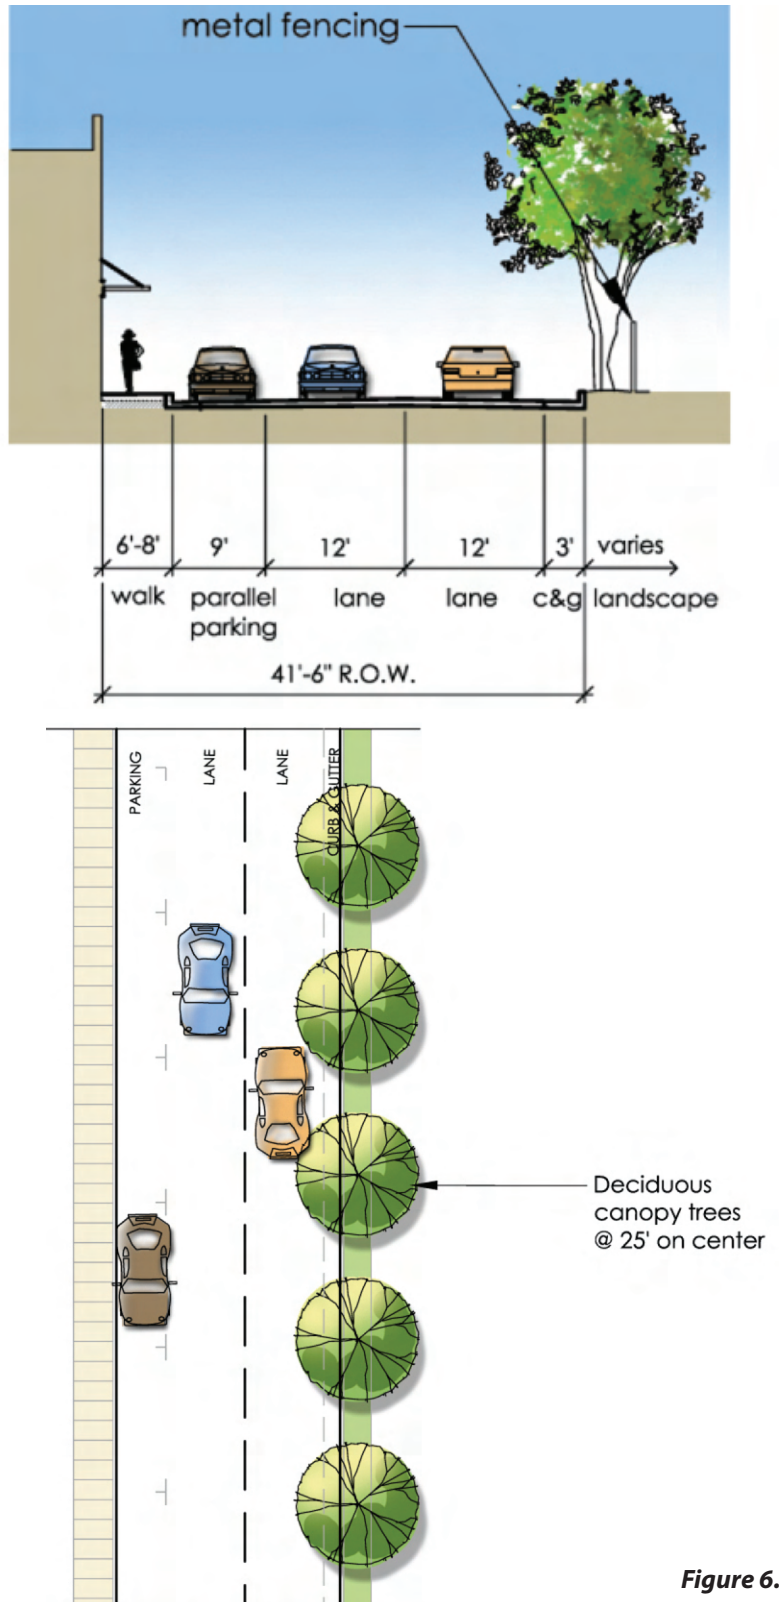 metal fencing
6'-8' 9' 12' 12' 3' varies
walk parallel parking lane lane c&g landscape
41'-6" R.O.W.
PARKING
LANE
LANE
CURB & GUTTER
Deciduous
canopy trees
@ 25' on center
Figure 6.